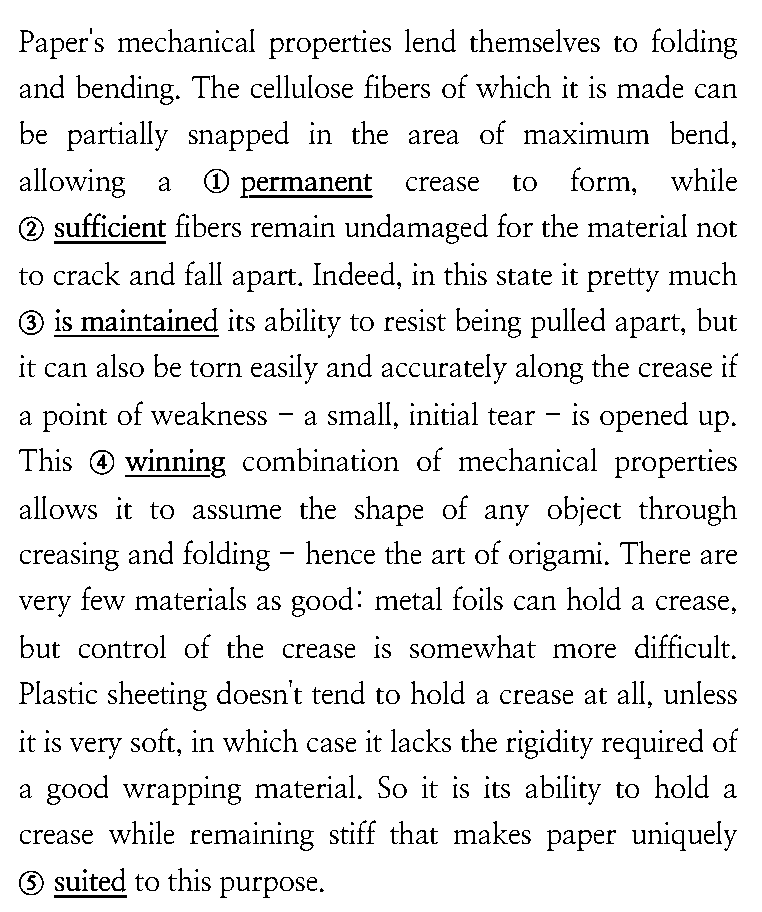 Paper's mechanical properties lend themselves to folding
and bending. The cellulose fibers of which it is made can
be partially snapped in the area of maximum bend,
allowing a ① permanent crease to form, while
② sufficient fibers remain undamaged for the material not
to crack and fall apart. Indeed, in this state it pretty much
③ is maintained its ability to resist being pulled apart, but
it can also be torn easily and accurately along the crease if
a point of weakness – a small, initial tear – is opened up.
This ④ winning combination of mechanical properties
allows it to assume the shape of any object through
creasing and folding – hence the art of origami. There are
very few materials as good: metal foils can hold a crease,
but control of the crease is somewhat more difficult.
Plastic sheeting doesn't tend to hold a crease at all, unless
it is very soft, in which case it lacks the rigidity required of
a good wrapping material. So it is its ability to hold a
crease while remaining stiff that makes paper uniquely
⑤ suited to this purpose.